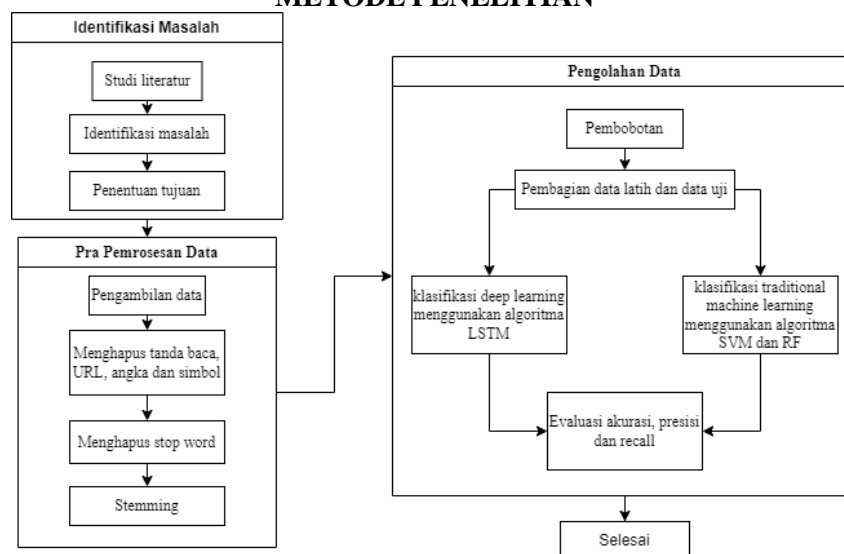 METODE PENELITIAN
Identifikasi Masalah
Studi literatur
Identifikasi masalah
Penentuan tujuan
Pra Pemrosesan Data
Pengambilan data
Menghapus tanda baca,
URL, angka dan simbol
Menghapus stop word
Stemming
Pengolahan Data
Pembobotan
Pembagian data latih dan data uji
klasifikasi deep learning
menggunakan algoritma
LSTM
klasifikasi traditional
machine learning
menggunakan algoritma
SVM dan RF
Evaluasi akurasi, presisi
dan recall
Selesai